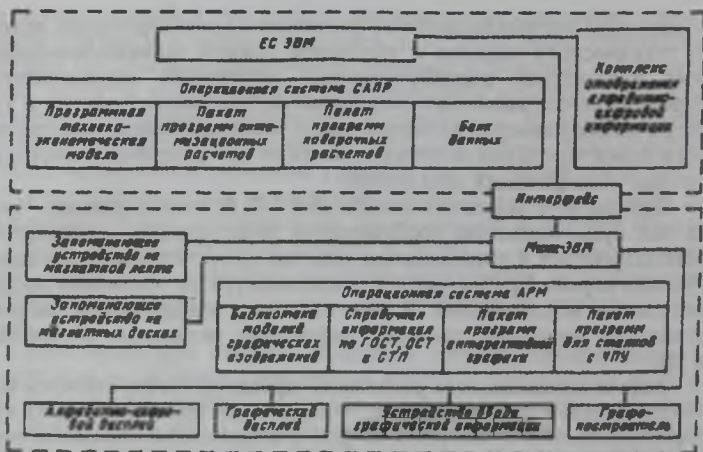 ЕС ЭВМ
Комплекс
отображения
алфавитно-
цифровой
информации
Операционная система САПР
Программная
технико-
экономическая
модель
Пакет
программ опти-
мизационных
расчетов
Пакет
программ
поверочных
расчетов
Банк
данных
Интерфейс
Мини-ЭВМ
Запоминающее
устройство на
магнитной ленте
Запоминающее
устройство на
магнитных дисках
Операционная система АРМ
Библиотека
моделей
графических
изображений
Справочная
информация
по ГОСТ, ОСТ
и СТП
Пакет
программ
интерактивной
графики
Пакет
программ
для станков
с ЧПУ
Алфавитно-цифро-
вой дисплей
Графический
дисплей
Устройство ввода
графической информации
Графо-
построитель